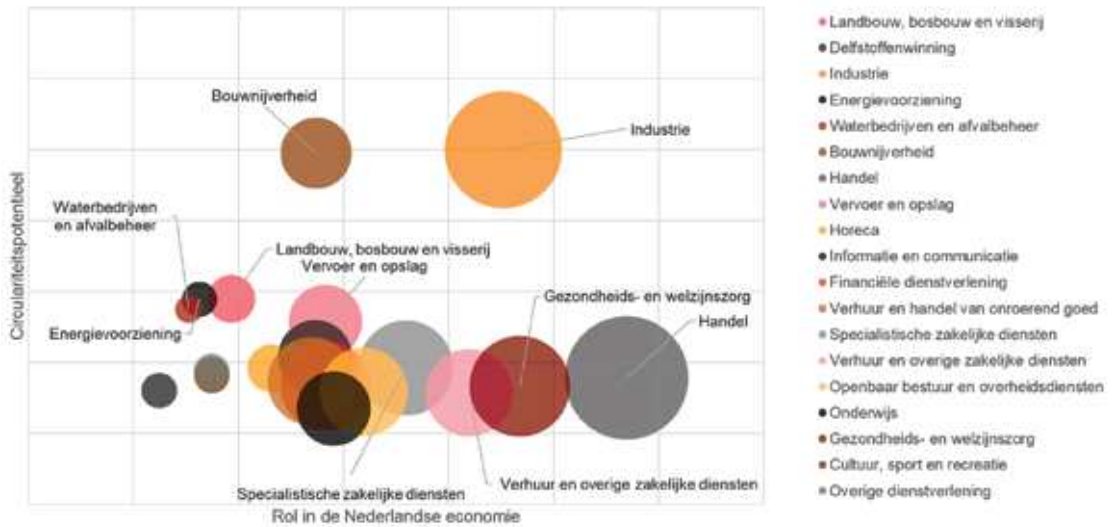 Bouwnijverheid
Industrie
Waterbedrijven
en afvalbeheer
Landbouw, bosbouw en visserij
Vervoer en opslag
Gezondheids- en welzijnszorg
Handel
Energievoorziening
Specialistische zakelijke diensten
Verhuur en overige zakelijke diensten
Circulariteitspotentieel
Rol in de Nederlandse economie
Landbouw, bosbouw en visserij
Delfstoffenwinning
Industrie
Energievoorziening
Waterbedrijven en afvalbeheer
Bouwnijverheid
Handel
Vervoer en opslag
Horeca
Informatie en communicatie
Financiële dienstverlening
Verhuur en handel van onroerend goed
Specialistische zakelijke diensten
Verhuur en overige zakelijke diensten
Openbaar bestuur en overheidsdiensten
Onderwijs
Gezondheids- en welzijnszorg
Cultuur, sport en recreatie
Overige dienstverlening